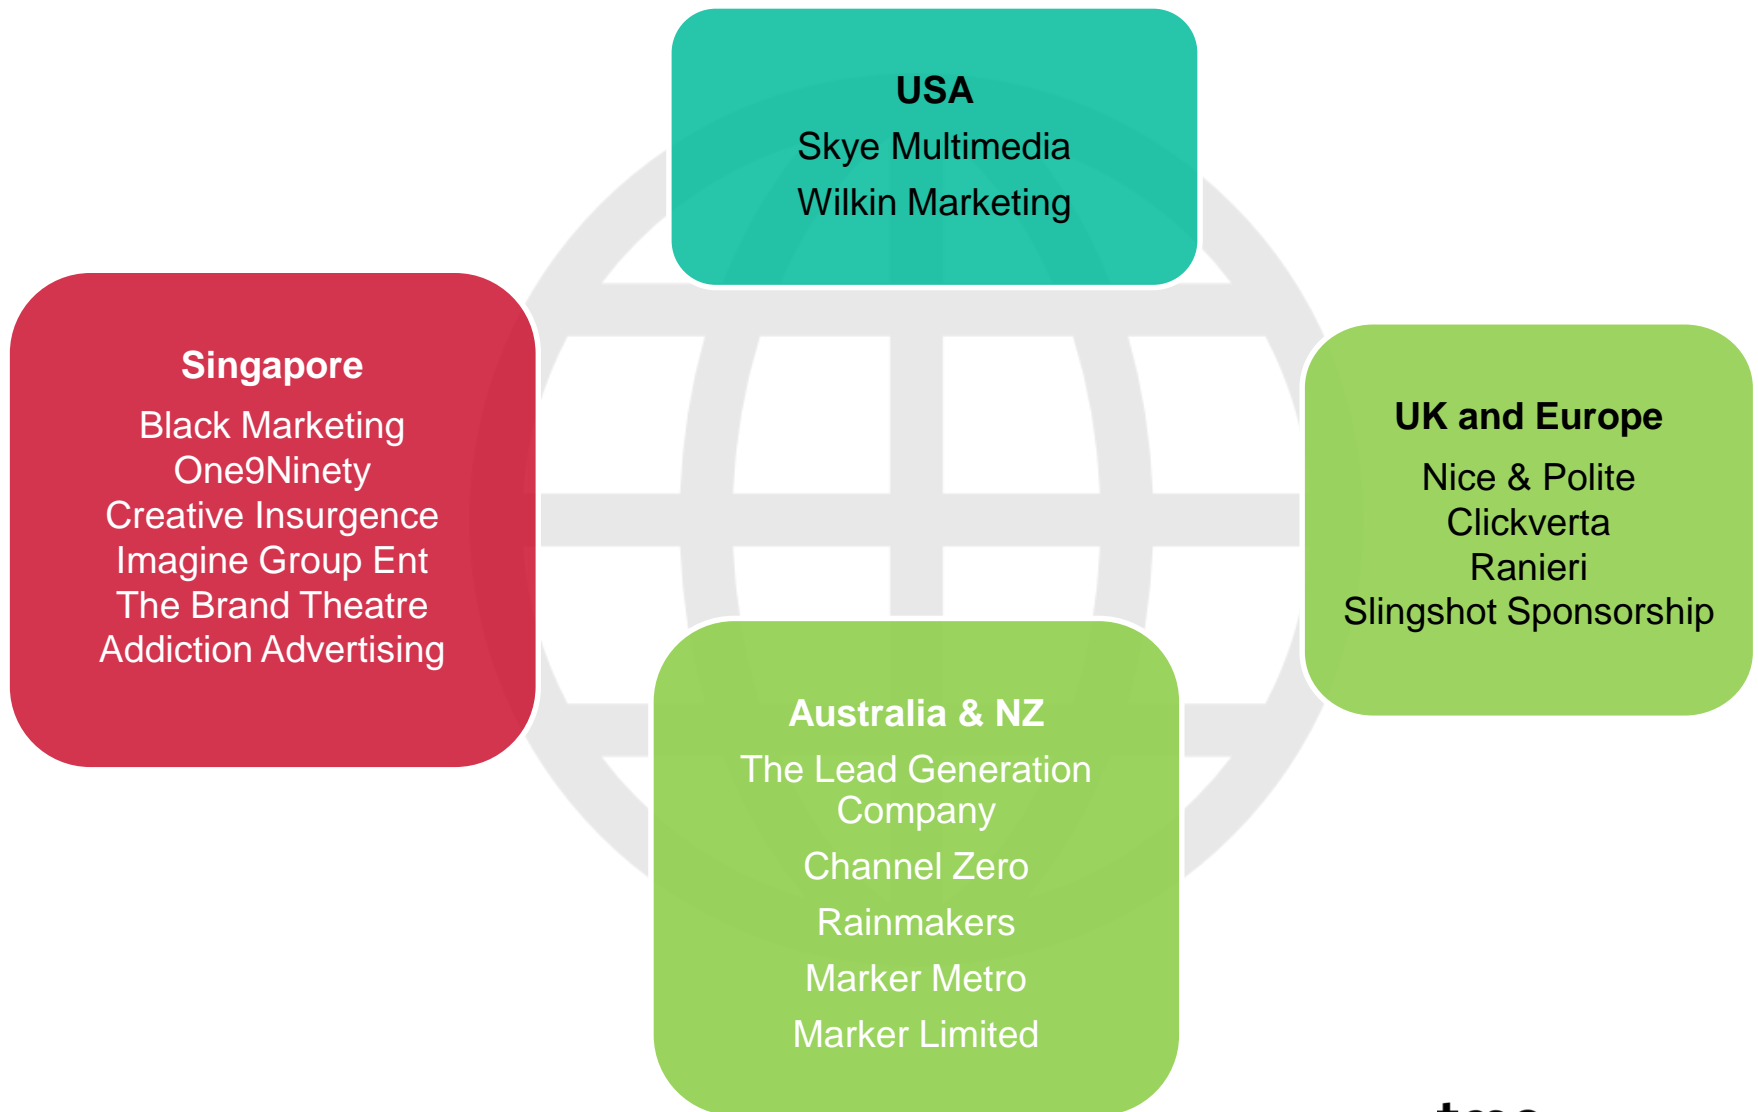 USA
Skye Multimedia
Wilkin Marketing
Singapore
Black Marketing
One9Ninety
Creative Insurgence
Imagine Group Ent
The Brand Theatre
Addiction Advertising
UK and Europe
Nice & Polite
Clickverta
Ranieri
Slingshot Sponsorship
Australia & NZ
The Lead Generation
Company
Channel Zero
Rainmakers
Marker Metro
Marker Limited